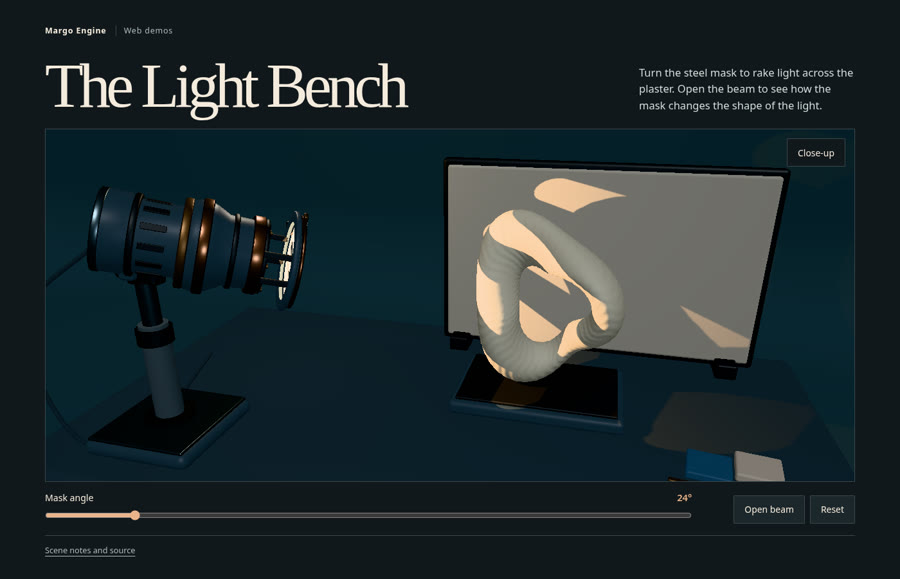 Margo Engine
Web demos
The Light Bench
Turn the steel mask to rake light across the
plaster. Open the beam to see how the
mask changes the shape of the light.
Close-up
Mask angle
24°
Open beam
Reset
Scene notes and source